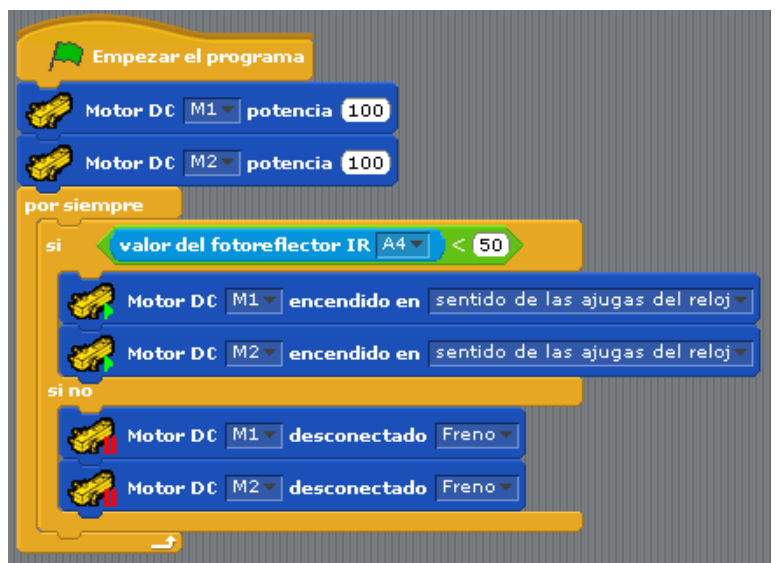 Empezar el programa
Motor DC M1 potencia 100
Motor DC M2 potencia 100
por siempre
si valor del fotoreflector IR A4 < 50
Motor DC M1 encendido en sentido de las ajugas del reloj
Motor DC M2 encendido en sentido de las ajugas del reloj
si no
Motor DC M1 desconectado Freno
Motor DC M2 desconectado Freno